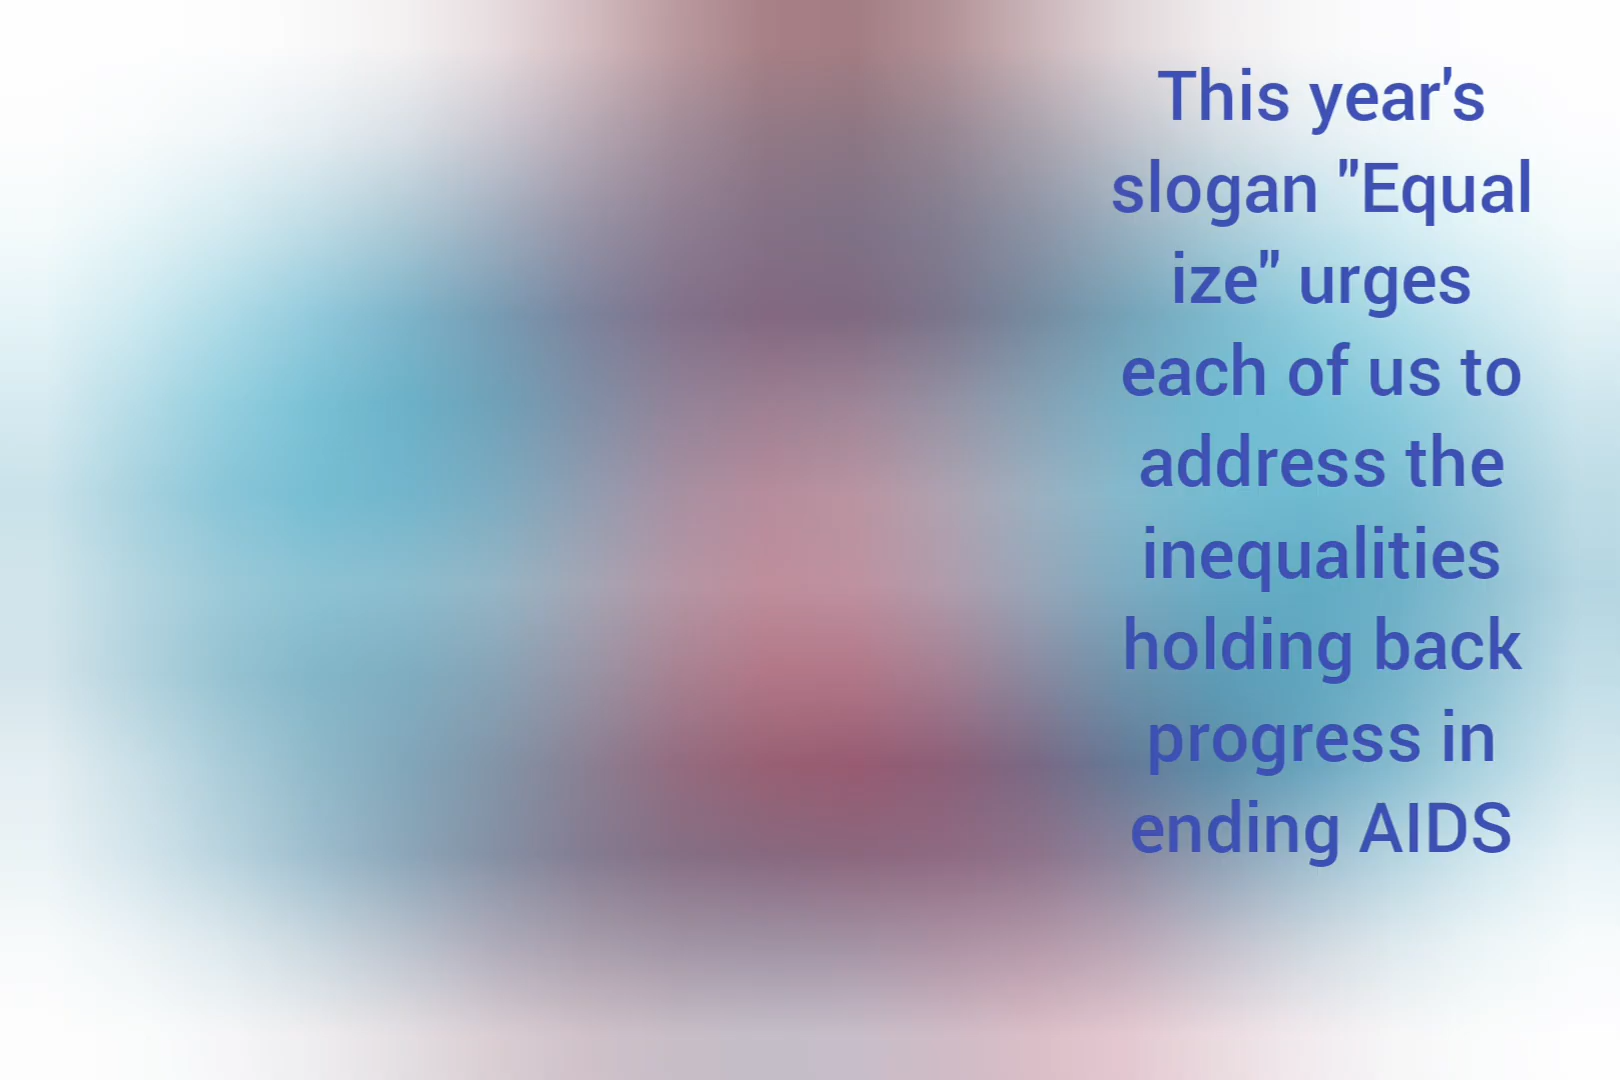 This year's
slogan "Equal
ize" urges
each of us to
address the
inequalities
holding back
progress in
ending AIDS